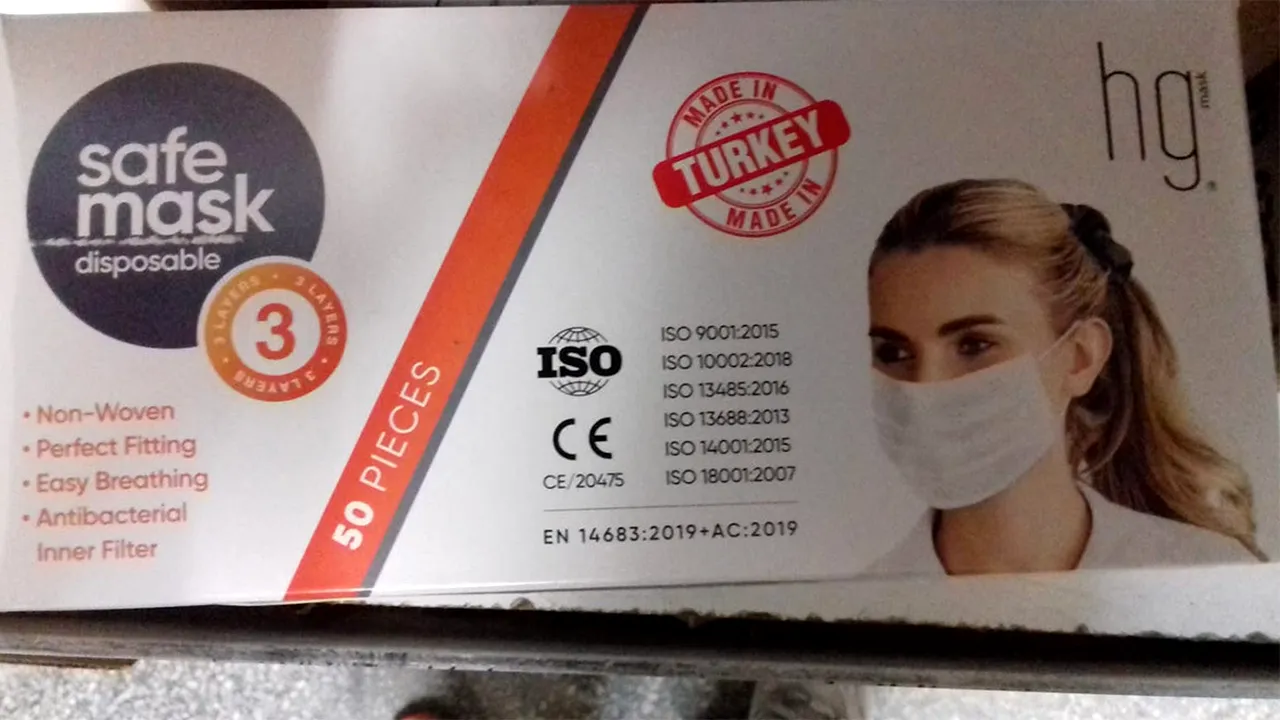 safe
mask
disposable
3 LAYERS • 3 LAYERS • 3 LAYERS •
3
• Non-Woven
• Perfect Fitting
• Easy Breathing
• Antibacterial
Inner Filter
50 PIECES
MADE IN
TURKEY
MADE IN
hg
mask
ISO
CE
CE/20475
ISO 9001:2015
ISO 10002:2018
ISO 13485:2016
ISO 13688:2013
ISO 14001:2015
ISO 18001:2007
EN 14683:2019+AC:2019